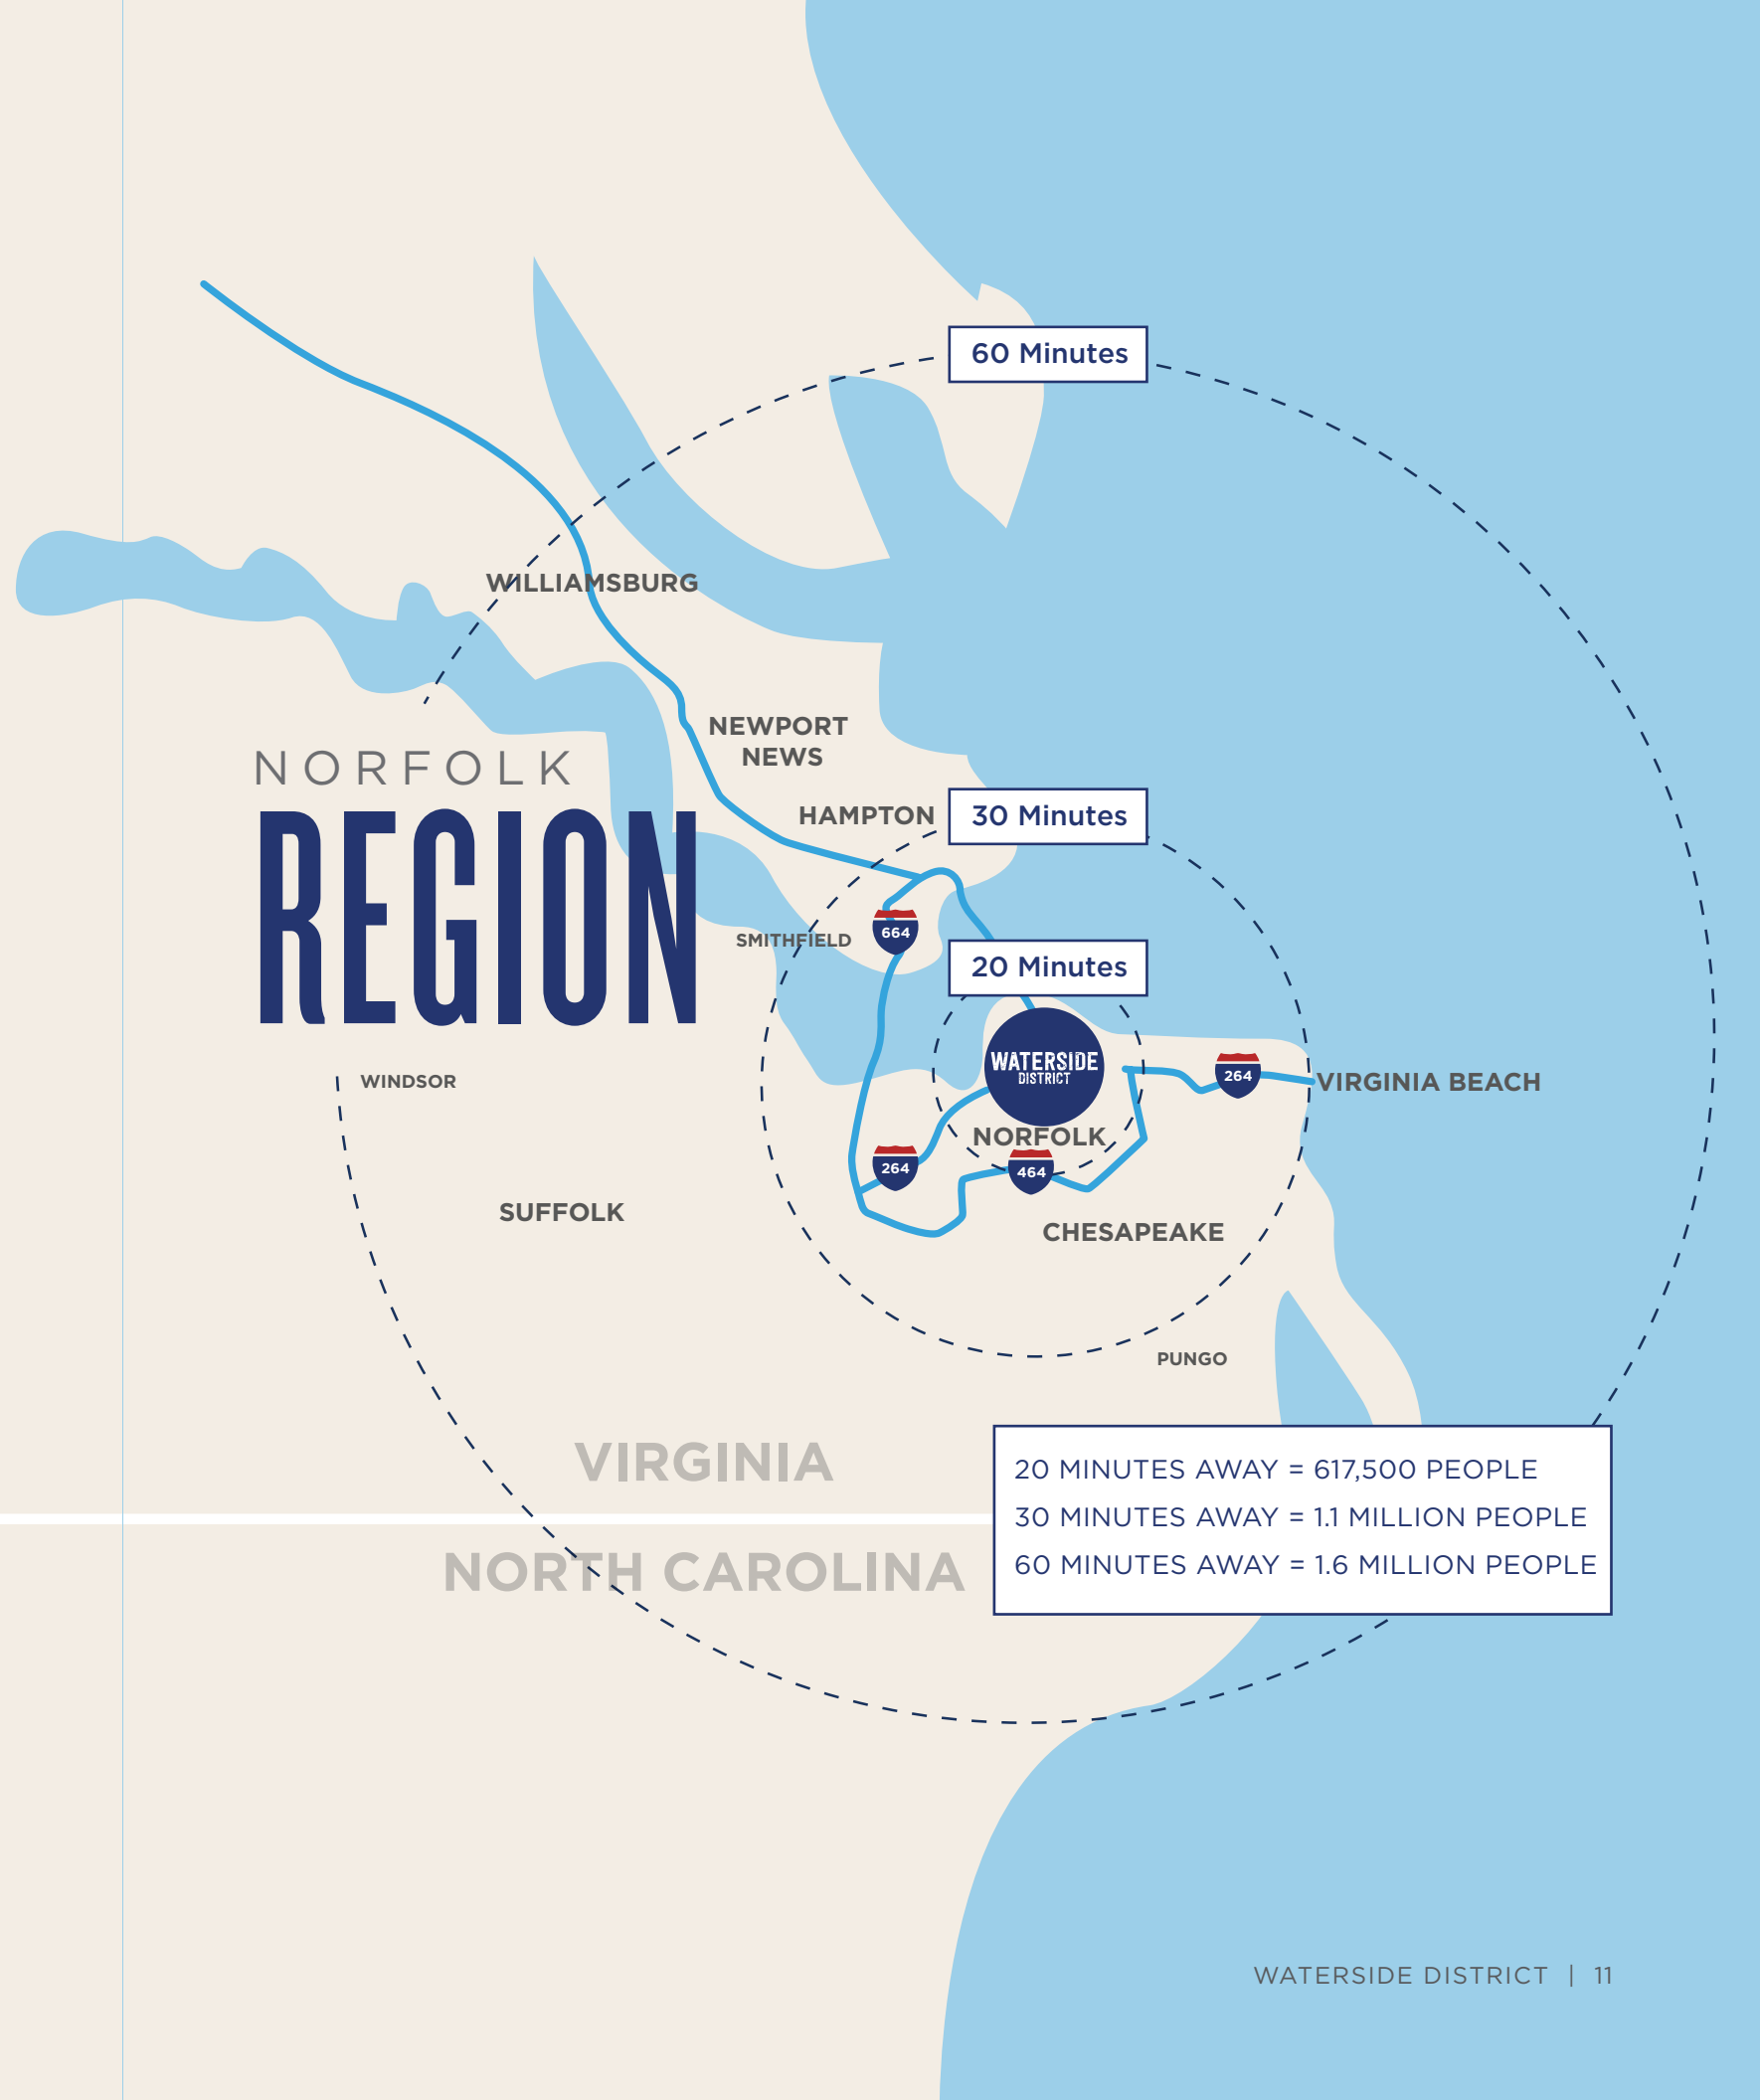 60 Minutes
WILLIAMSBURG
NEWPORT
NEWS
NORFOLK
REGION
HAMPTON
30 Minutes
664
SMITHFIELD
20 Minutes
WATERSIDE
DISTRICT
264
VIRGINIA BEACH
WINDSOR
NORFOLK
264
464
SUFFOLK
CHESAPEAKE
PUNGO
VIRGINIA
NORTH CAROLINA
20 MINUTES AWAY = 617,500 PEOPLE
30 MINUTES AWAY = 1.1 MILLION PEOPLE
60 MINUTES AWAY = 1.6 MILLION PEOPLE
WATERSIDE DISTRICT | 11